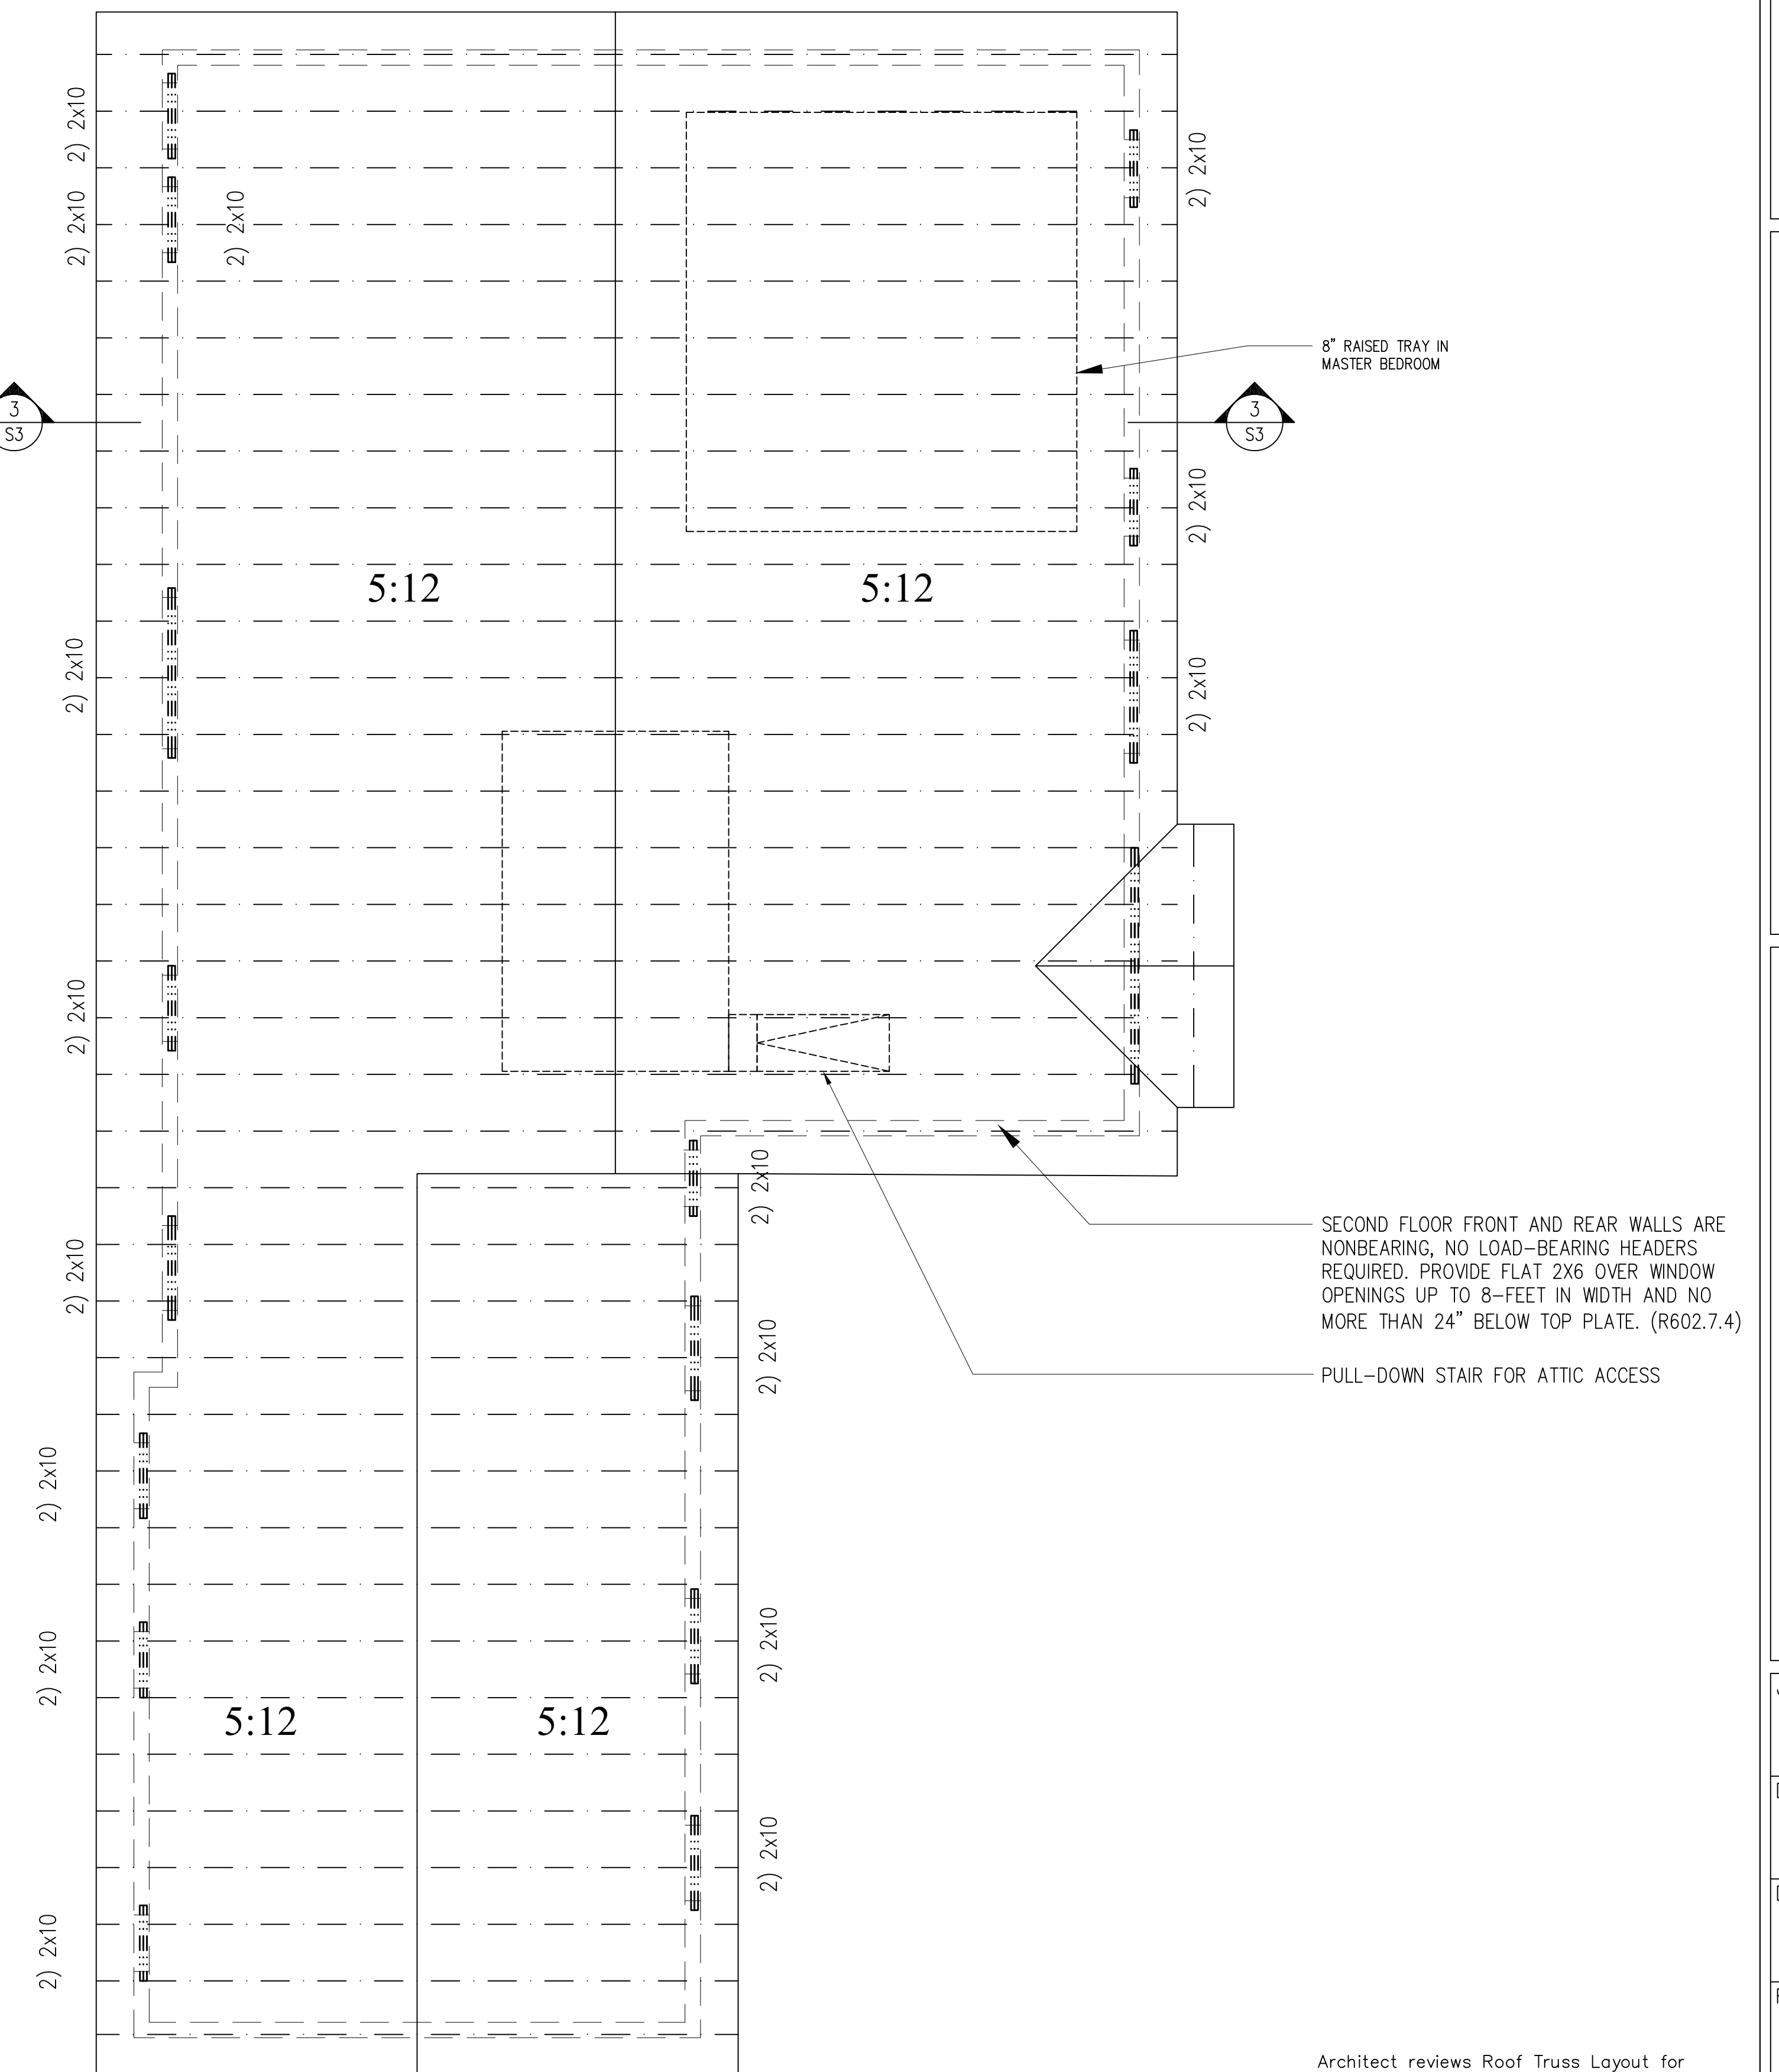 2) 2x10
2) 2x10
2) 2x10
2) 2x10
8" RAISED TRAY IN
MASTER BEDROOM
3
S3
3
S3
2) 2x10
5:12
5:12
2) 2x10
2) 2x10
2) 2x10
2) 2x10
SECOND FLOOR FRONT AND REAR WALLS ARE
NONBEARING, NO LOAD-BEARING HEADERS
REQUIRED. PROVIDE FLAT 2X6 OVER WINDOW
OPENINGS UP TO 8-FEET IN WIDTH AND NO
MORE THAN 24" BELOW TOP PLATE. (R602.7.4)
2) 2x10
2) 2x10
PULL-DOWN STAIR FOR ATTIC ACCESS
2) 2x10
2) 2x10
2) 2x10
5:12
5:12
2) 2x10
2) 2x10
Architect reviews Roof Truss Layout for